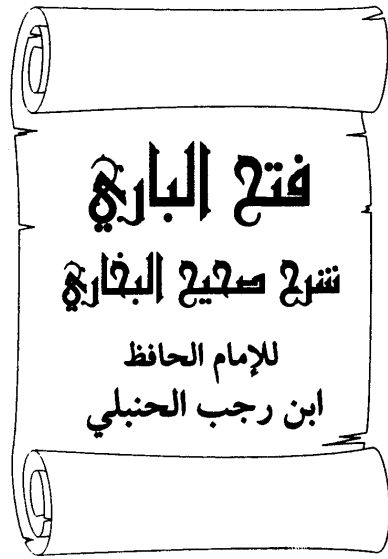 فتح الباري
شرح صحيح البخاري
للإمام الحافظ
ابن رجب الحنبلي